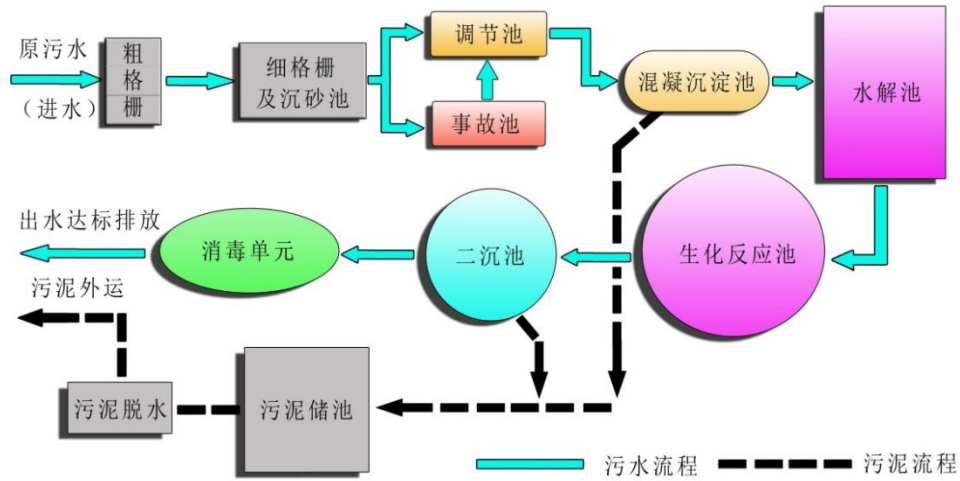 原污水
（进水）
粗
格
栅
细格栅
及沉砂池
调节池
事故池
混凝沉淀池
水解池
生化反应池
二沉池
消毒单元
出水达标排放
污泥外运
污泥脱水
污泥储池
污水流程
污泥流程